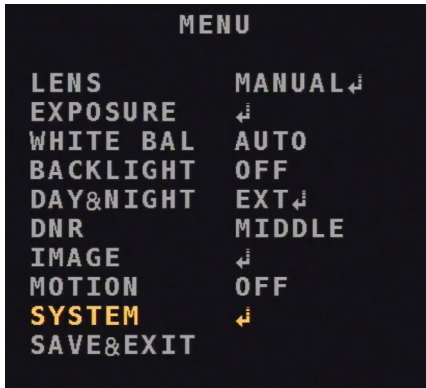 MENU
LENS MANUAL↲
EXPOSURE ↲
WHITE BAL AUTO
BACKLIGHT OFF
DAY&NIGHT EXT↲
DNR MIDDLE
IMAGE ↲
MOTION OFF
SYSTEM ↲
SAVE&EXIT